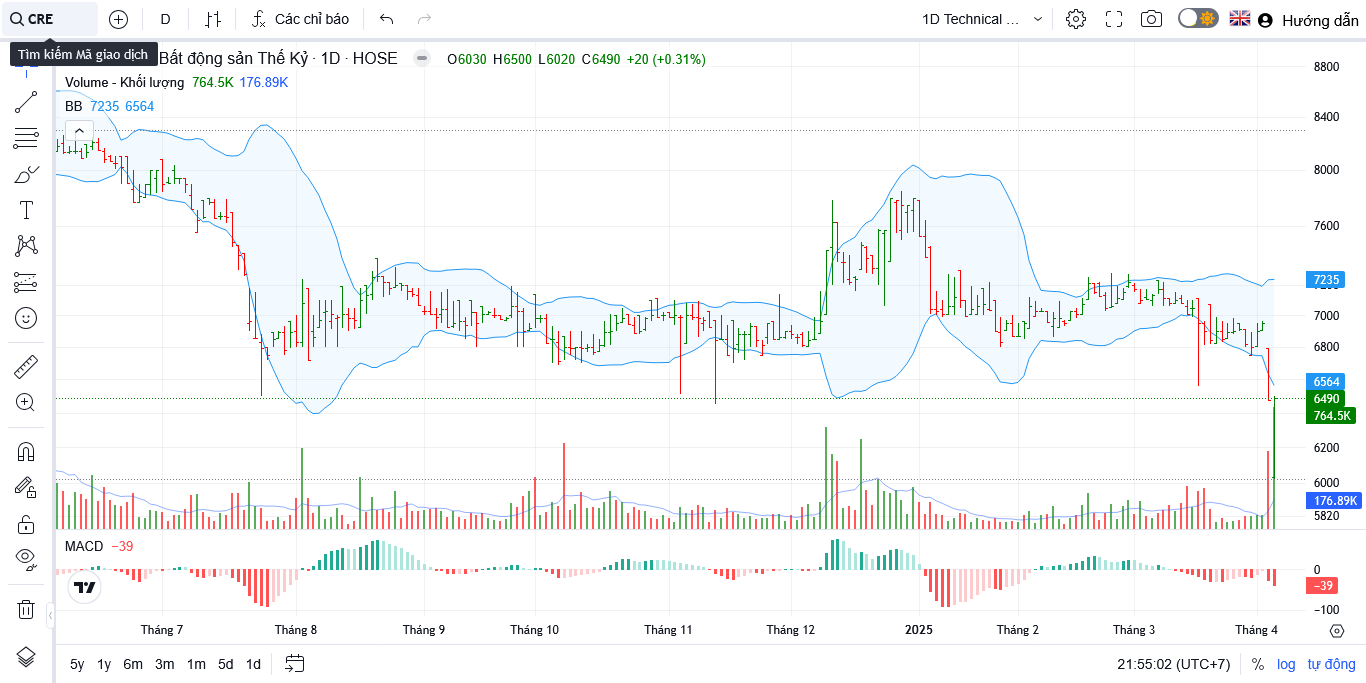 CRE D Các chỉ báo 1D Technical ... Hướng dẫn
Tìm kiếm Mã giao dịch
Bất động sản Thế Kỷ · 1D · HOSE O6030 H6500 L6020 C6490 +20 (+0.31%)
Volume - Khối lượng 764.5K 176.89K
BB 7235 6564
8800
8400
8000
7600
7235
7000
6800
6564
6490
764.5K
6200
6000
176.89K
5820
MACD −39
0
−39
−100
Tháng 7 Tháng 8 Tháng 9 Tháng 10 Tháng 11 Tháng 12 2025 Tháng 2 Tháng 3 Tháng 4
5y 1y 6m 3m 1m 5d 1d 21:55:02 (UTC+7) % log tự động